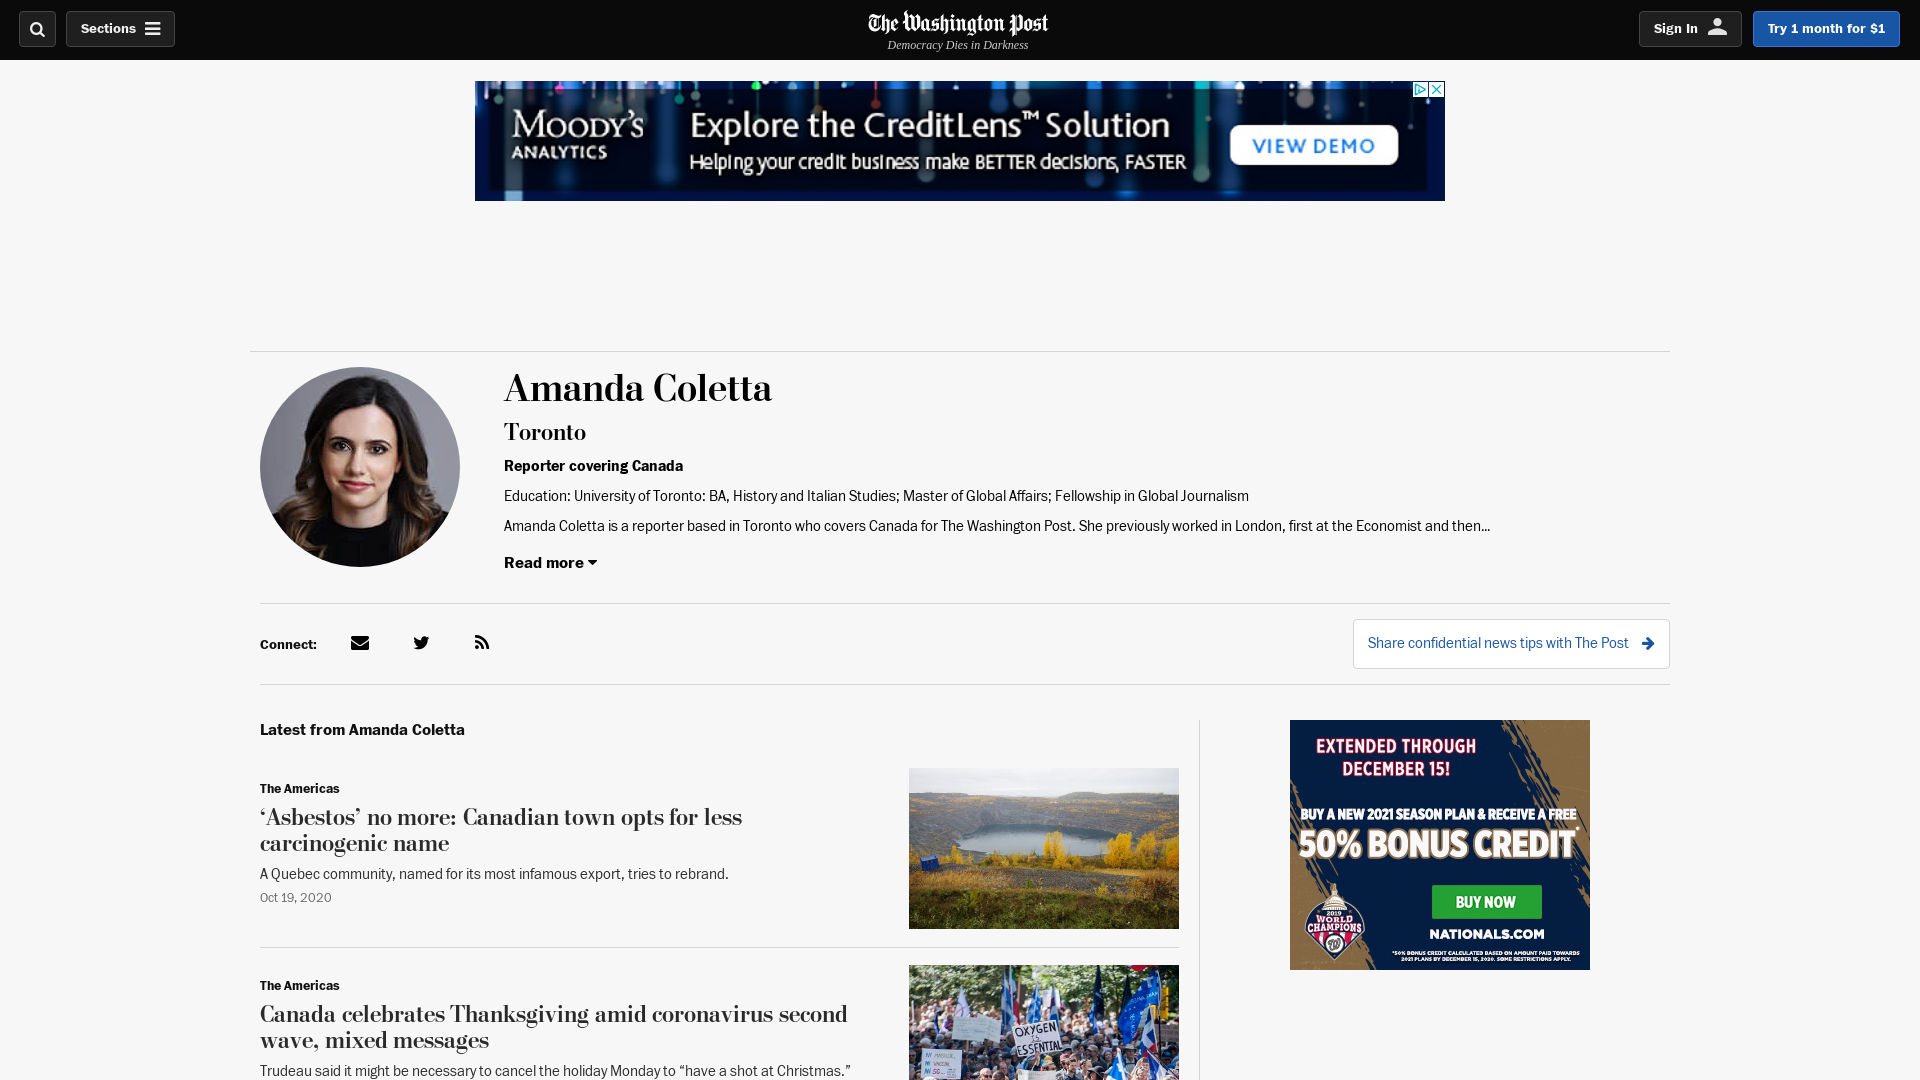 Sections
The Washington Post
Democracy Dies in Darkness
Sign In
Try 1 month for $1
MOODY'S
ANALYTICS
Explore the CreditLens™ Solution
Helping your credit business make BETTER decisions, FASTER
VIEW DEMO
Amanda Coletta
Toronto
Reporter covering Canada
Education: University of Toronto: BA, History and Italian Studies; Master of Global Affairs; Fellowship in Global Journalism
Amanda Coletta is a reporter based in Toronto who covers Canada for The Washington Post. She previously worked in London, first at the Economist and then...
Read more
Connect:
Share confidential news tips with The Post
Latest from Amanda Coletta
The Americas
‘Asbestos’ no more: Canadian town opts for less
carcinogenic name
A Quebec community, named for its most infamous export, tries to rebrand.
Oct 19, 2020
EXTENDED THROUGH
DECEMBER 15!
BUY A NEW 2021 SEASON PLAN & RECEIVE A FREE
50% BONUS CREDIT*
BUY NOW
2019
WORLD
CHAMPIONS
W
NATIONALS.COM
*50% BONUS CREDIT CALCULATED BASED ON AMOUNT PAID TOWARDS
2021 PLANS BY DECEMBER 15, 2020. SOME RESTRICTIONS APPLY.
The Americas
Canada celebrates Thanksgiving amid coronavirus second
wave, mixed messages
Trudeau said it might be necessary to cancel the holiday Monday to “have a shot at Christmas.”
OXYGEN
IS
ESSENTIAL